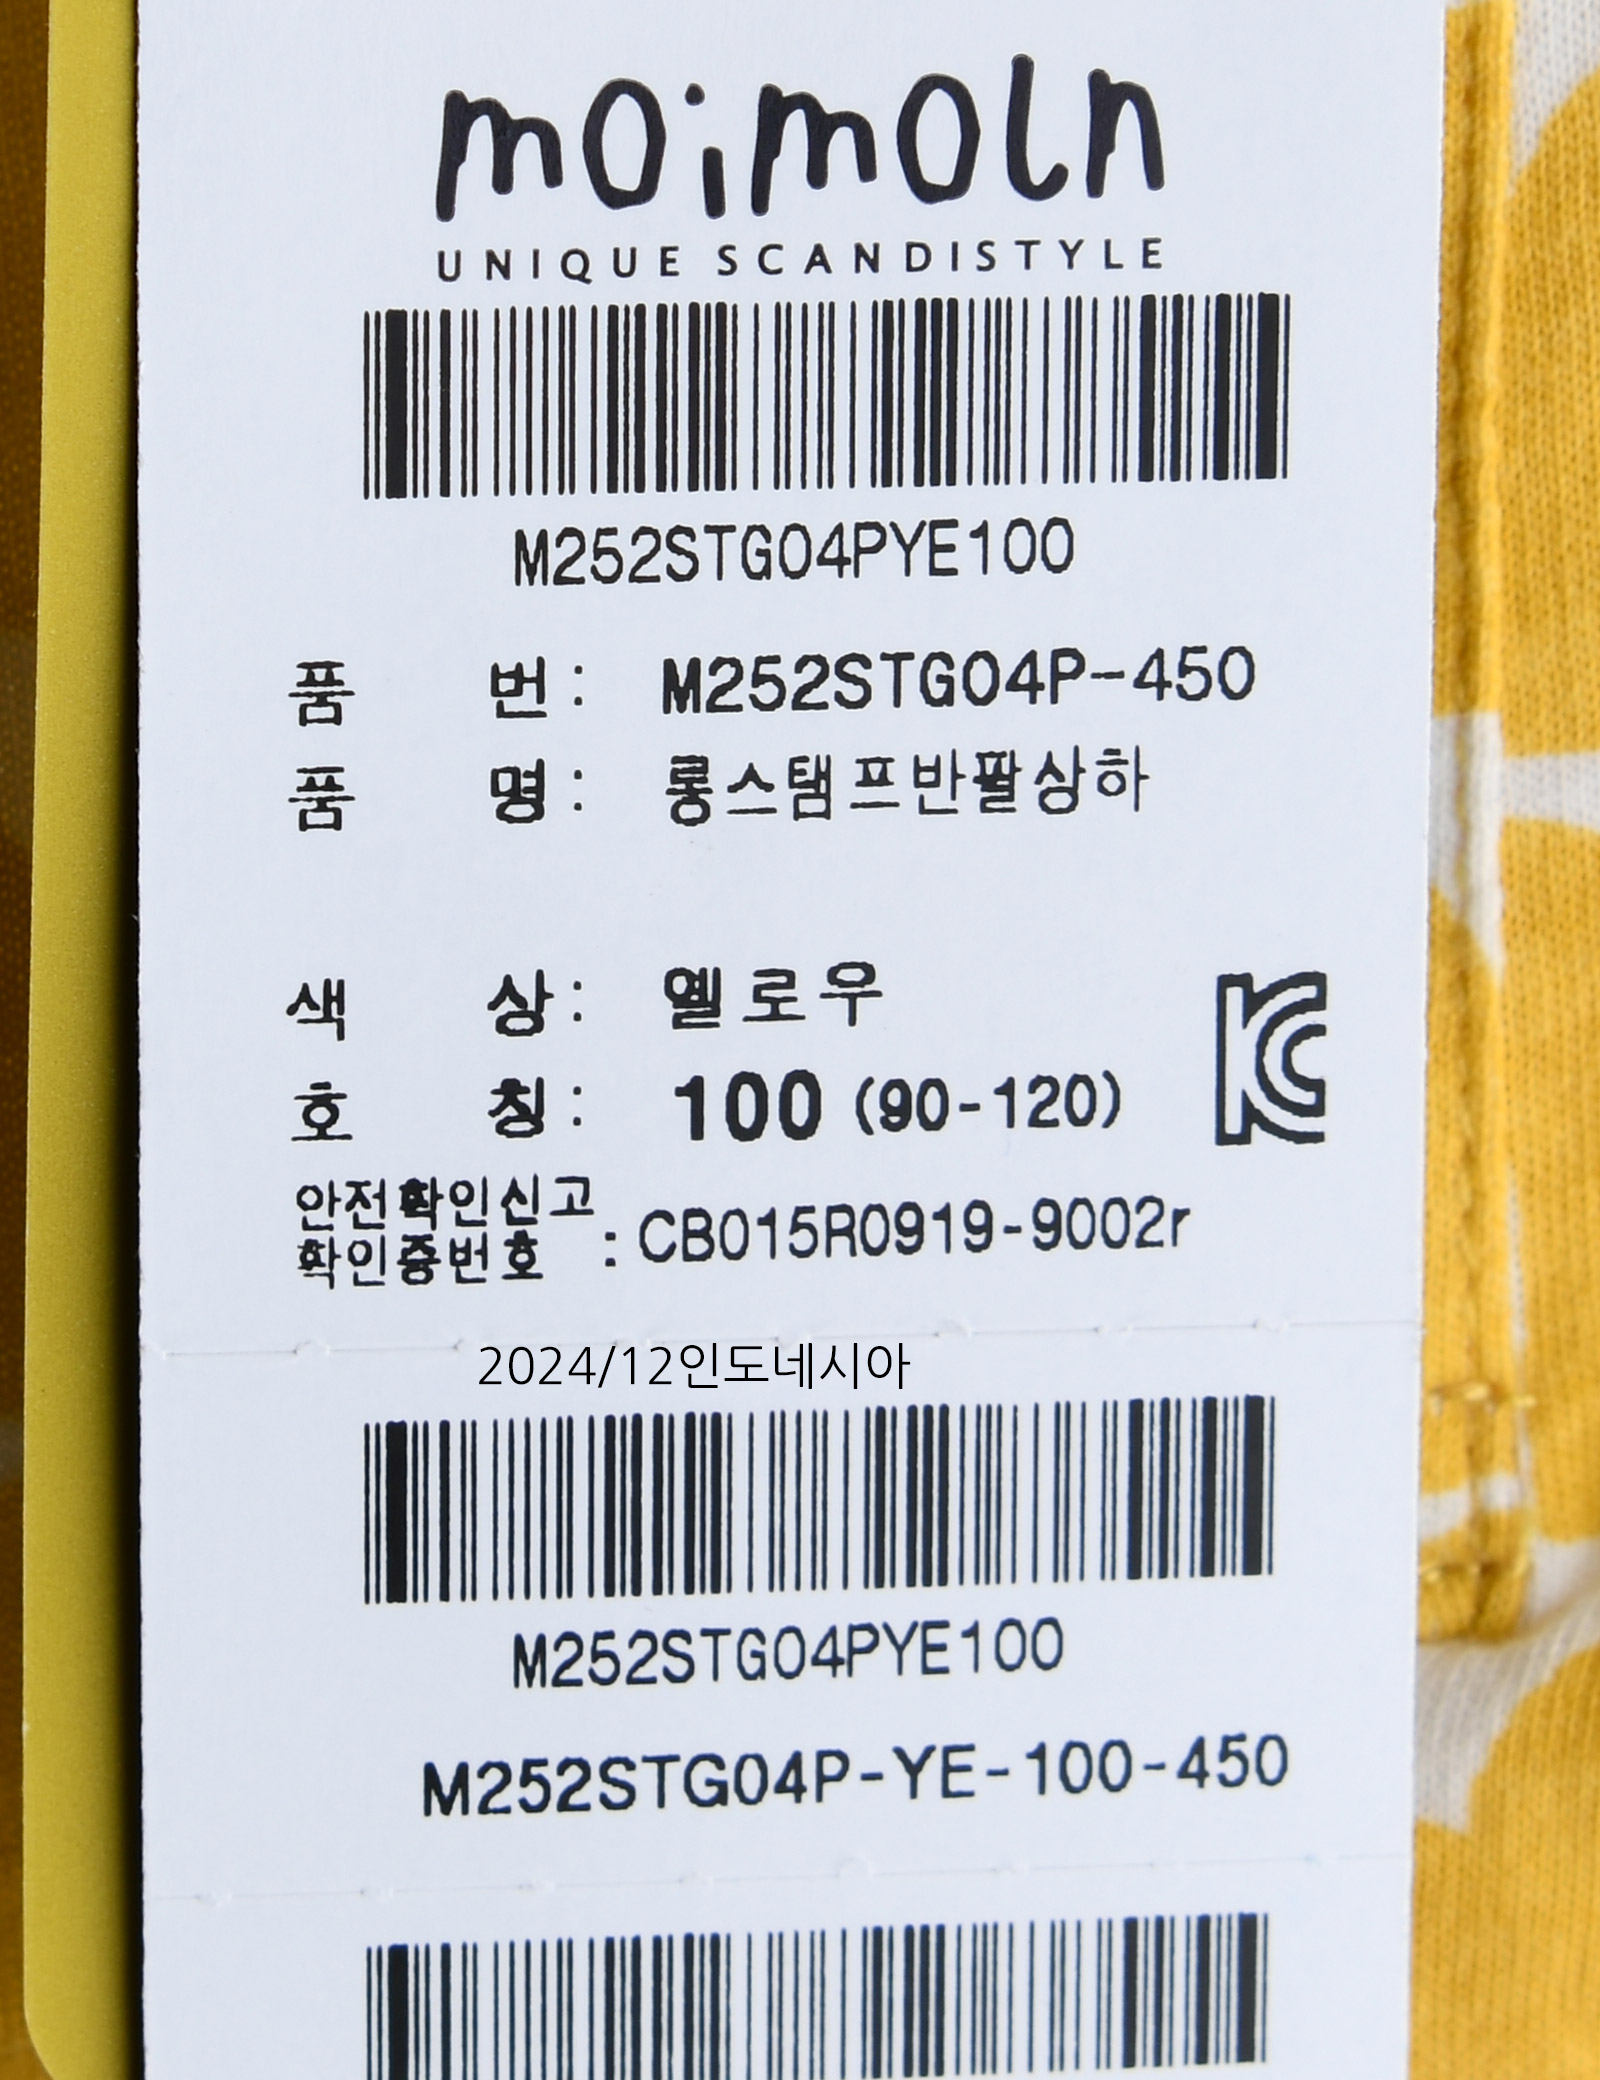 moimoln
UNIQUE SCANDISTYLE
M252STG04PYE100
품 번 : M252STG04P-450
품 명 : 롱스탬프반팔상하
색 상 : 옐로우
호 칭 : 100 (90-120)
안전확인신고
확인증번호 : CB015R0919-9002r
2024/12인도네시아
M252STG04PYE100
M252STG04P-YE-100-450